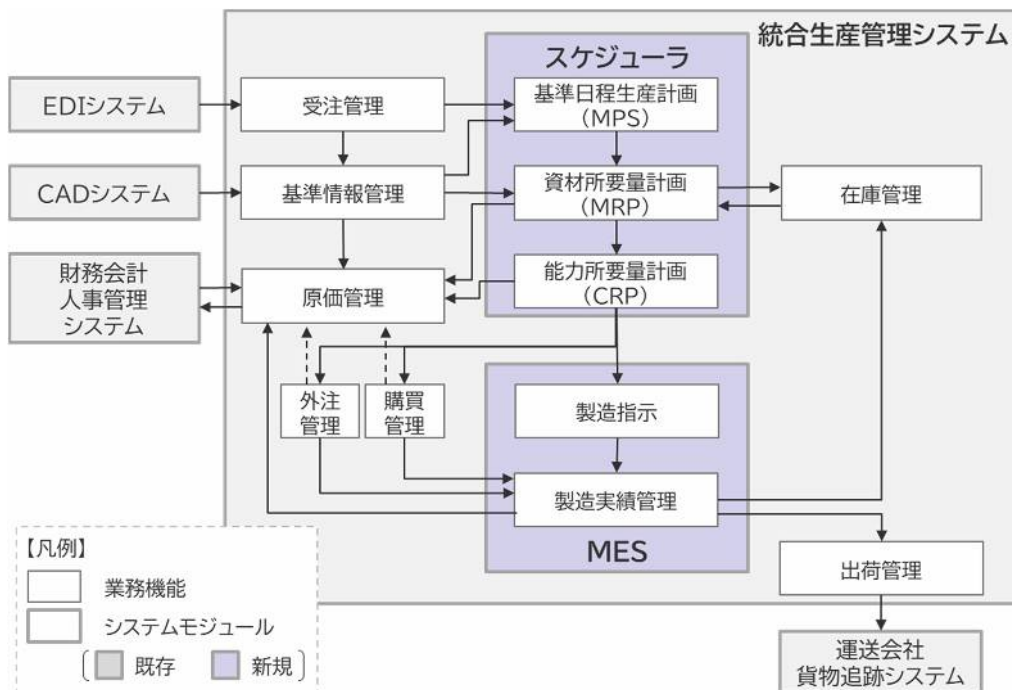 統合生産管理システム
スケジューラ
EDIシステム
受注管理
基準日程生産計画
(MPS)
CADシステム
基準情報管理
資材所要量計画
(MRP)
在庫管理
財務会計
人事管理
システム
原価管理
能力所要量計画
(CRP)
外注
管理
購買
管理
製造指示
製造実績管理
MES
出荷管理
運送会社
貨物追跡システム
【凡例】
業務機能
システムモジュール
既存
新規